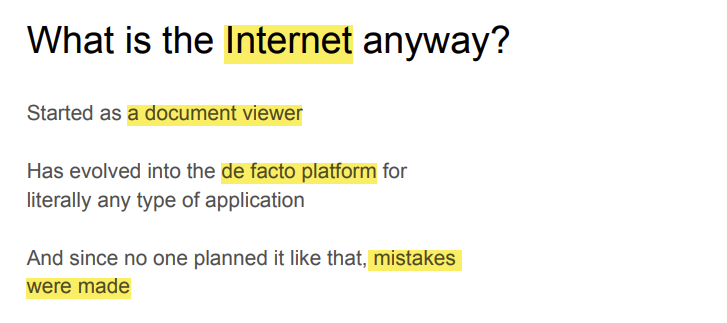 What is the Internet anyway?
Started as a document viewer
Has evolved into the de facto platform for
literally any type of application
And since no one planned it like that, mistakes
were made